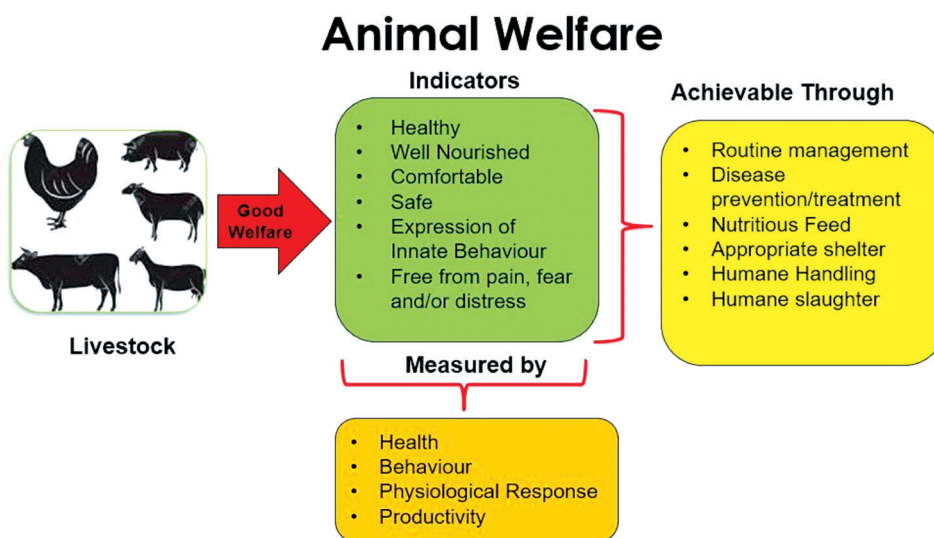 Animal Welfare
Indicators
• Healthy
• Well Nourished
• Comfortable
• Safe
• Expression of
Innate Behaviour
• Free from pain, fear
and/or distress
Achievable Through
• Routine management
• Disease
prevention/treatment
• Nutritious Feed
• Appropriate shelter
• Humane Handling
• Humane slaughter
Good
Welfare
Livestock
Measured by
• Health
• Behaviour
• Physiological Response
• Productivity